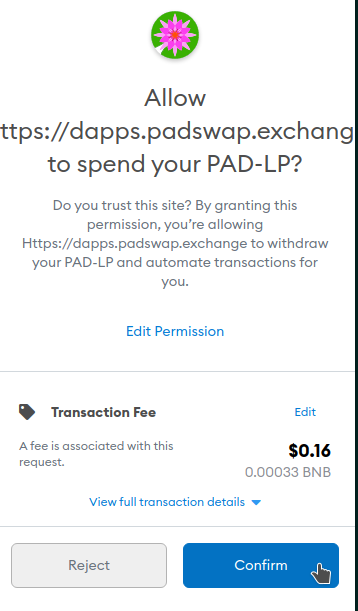 Allow
ttps://dapps.padswap.exchang
to spend your PAD-LP?
Do you trust this site? By granting this
permission, you’re allowing
Https://dapps.padswap.exchange to withdraw
your PAD-LP and automate transactions for
you.
Edit Permission
Transaction Fee
Edit
A fee is associated with this
request.
$0.16
0.00033 BNB
View full transaction details
Reject
Confirm